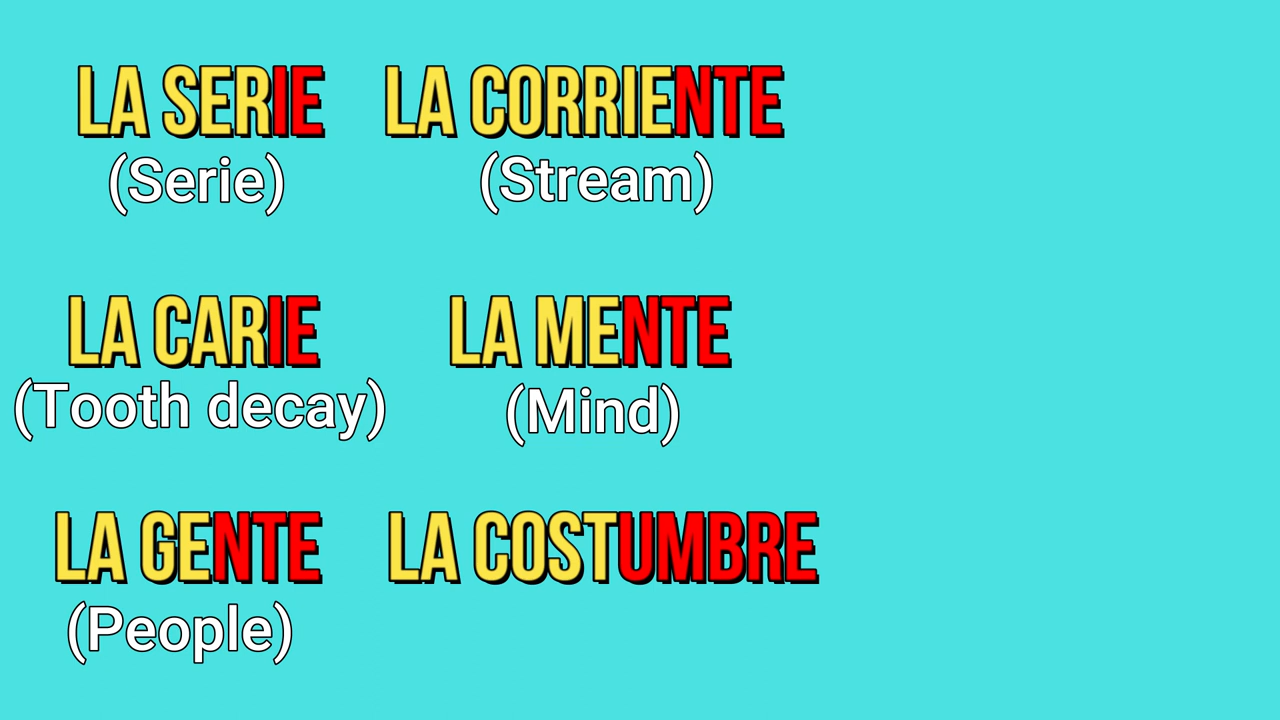 LA SERIE LA CORRIENTE
(Serie) (Stream)
LA CARIE LA MENTE
(Tooth decay) (Mind)
LA GENTE LA COSTUMBRE
(People)